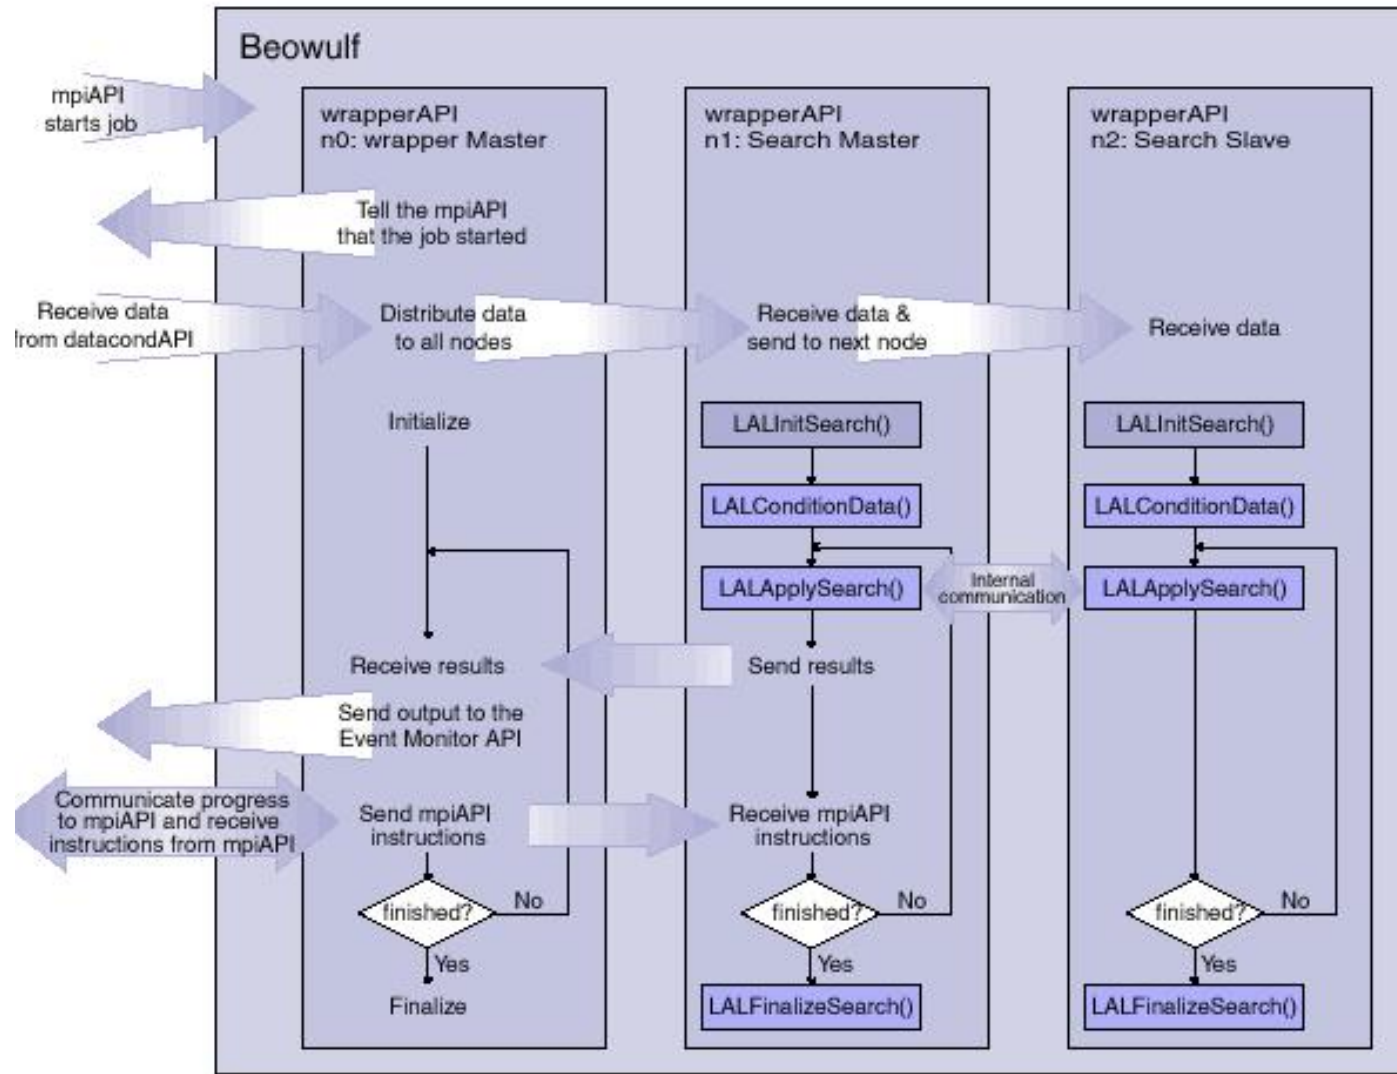 Beowulf
mpiAPI
starts job
wrapperAPI
n0: wrapper Master
wrapperAPI
n1: Search Master
wrapperAPI
n2: Search Slave
Tell the mpiAPI
that the job started
Receive data
from datacondAPI
Distribute data
to all nodes
Receive data &
send to next node
Receive data
Initialize
LALInitSearch()
LALInitSearch()
LALConditionData()
LALConditionData()
LALApplySearch()
Internal
communication
LALApplySearch()
Receive results
Send results
Send output to the
Event Monitor API
Communicate progress
to mpiAPI and receive
instructions from mpiAPI
Send mpiAPI
instructions
Receive mpiAPI
instructions
finished?
No
finished?
No
finished?
No
Yes
Yes
Yes
Finalize
LALFinalizeSearch()
LALFinalizeSearch()